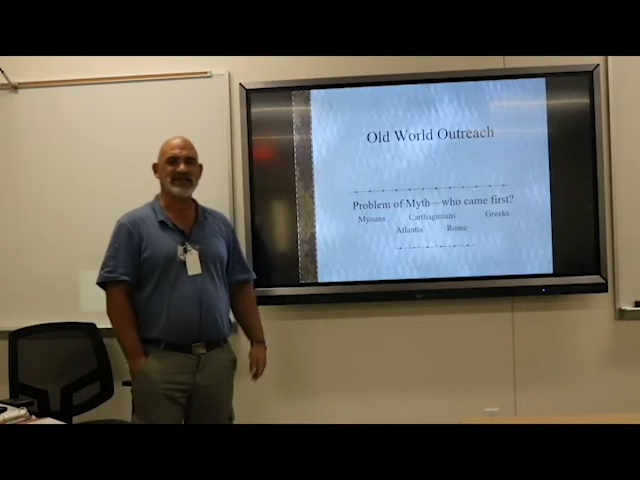 Old World Outreach
Problem of Myth—who came first?
Myoans Carthaginians Greeks
Atlantis Rome